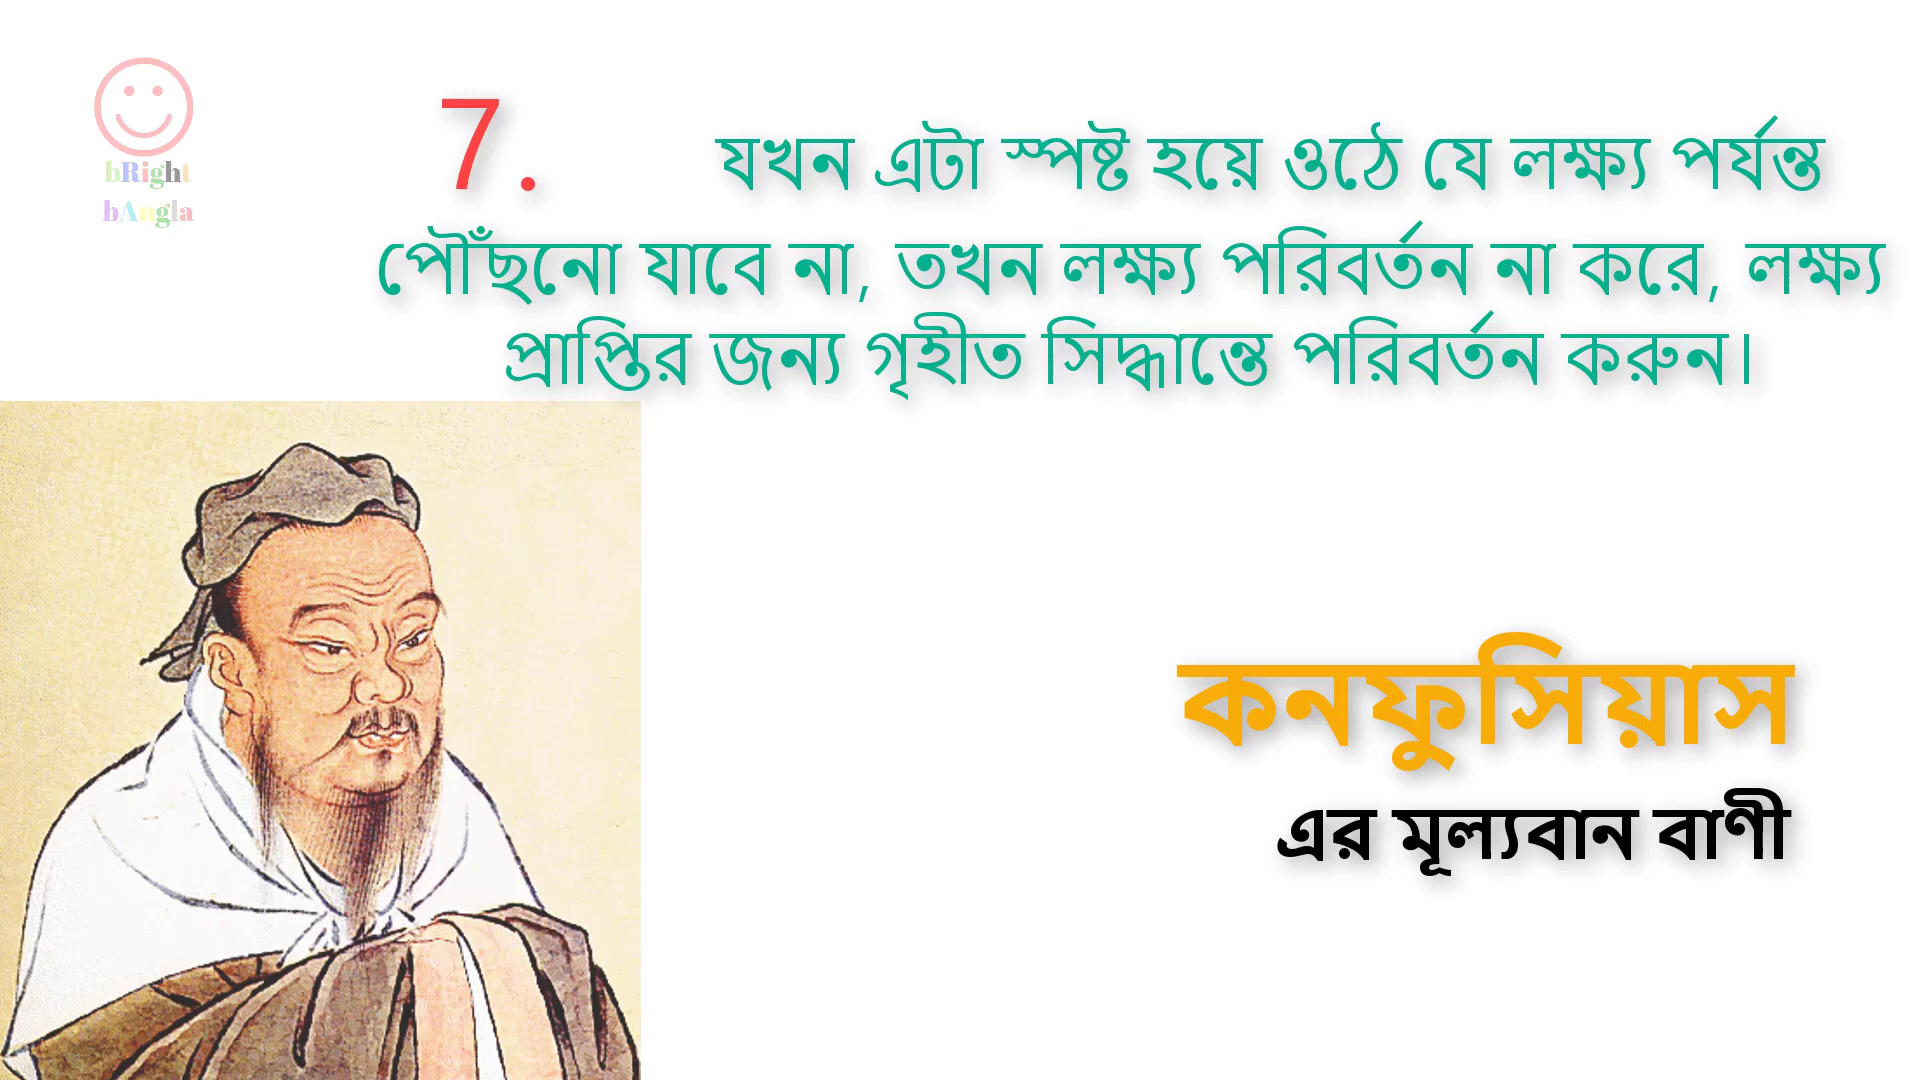 bRight
bAngla
7. যখন এটা স্পষ্ট হয়ে ওঠে যে লক্ষ্য পর্যন্ত
পৌঁছনো যাবে না, তখন লক্ষ্য পরিবর্তন না করে, লক্ষ্য
প্রাপ্তির জন্য গৃহীত সিদ্ধান্তে পরিবর্তন করুন।
কনফুসিয়াস
এর মূল্যবান বাণী